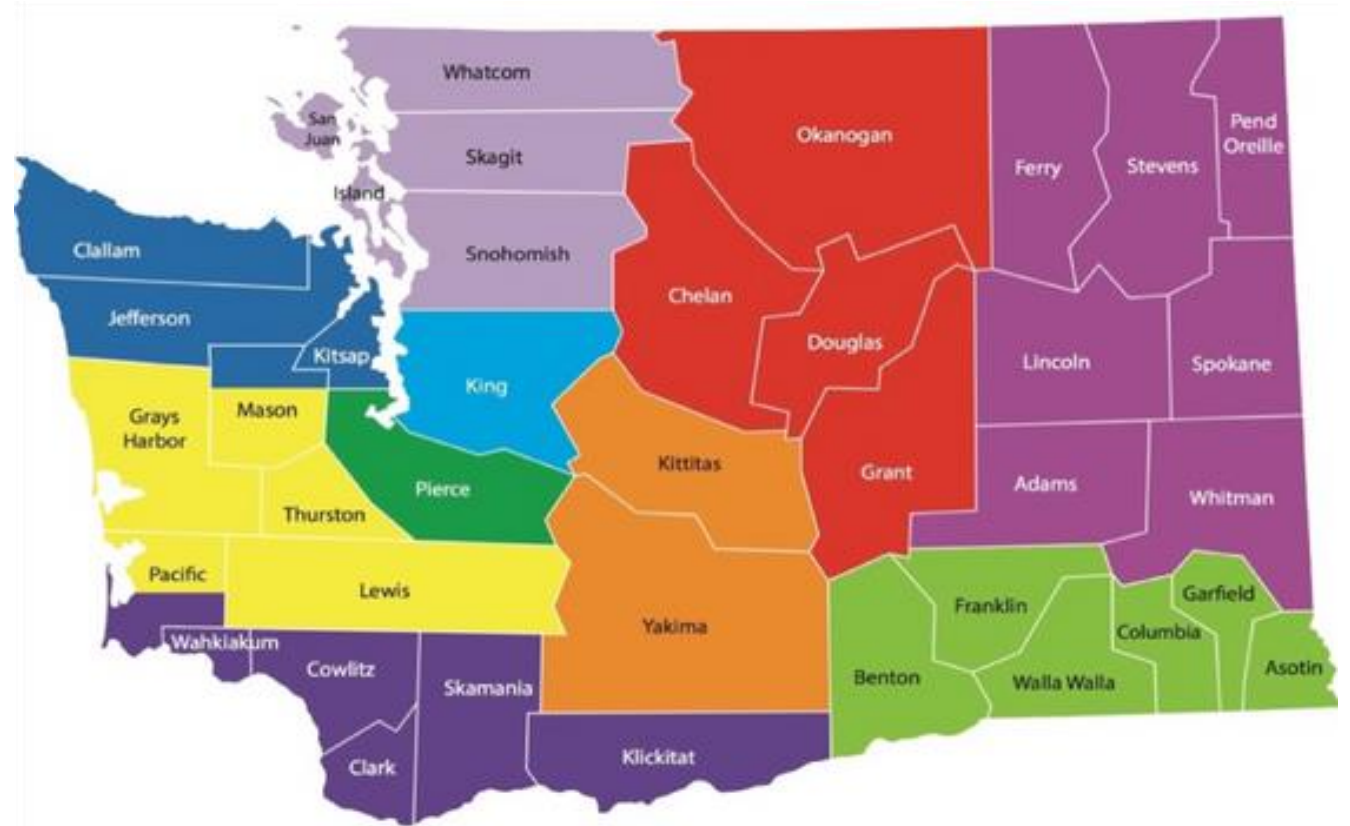 Whatcom
San
Juan
Skagit
Island
Snohomish
Okanogan
Ferry
Stevens
Pend
Oreille
Clallam
Jefferson
Kitsap
King
Chelan
Douglas
Lincoln
Spokane
Grays
Harbor
Mason
Thurston
Pierce
Kittitas
Grant
Adams
Whitman
Pacific
Lewis
Yakima
Franklin
Garfield
Columbia
Wahkiakum
Cowlitz
Skamania
Benton
Walla Walla
Asotin
Clark
Klickitat